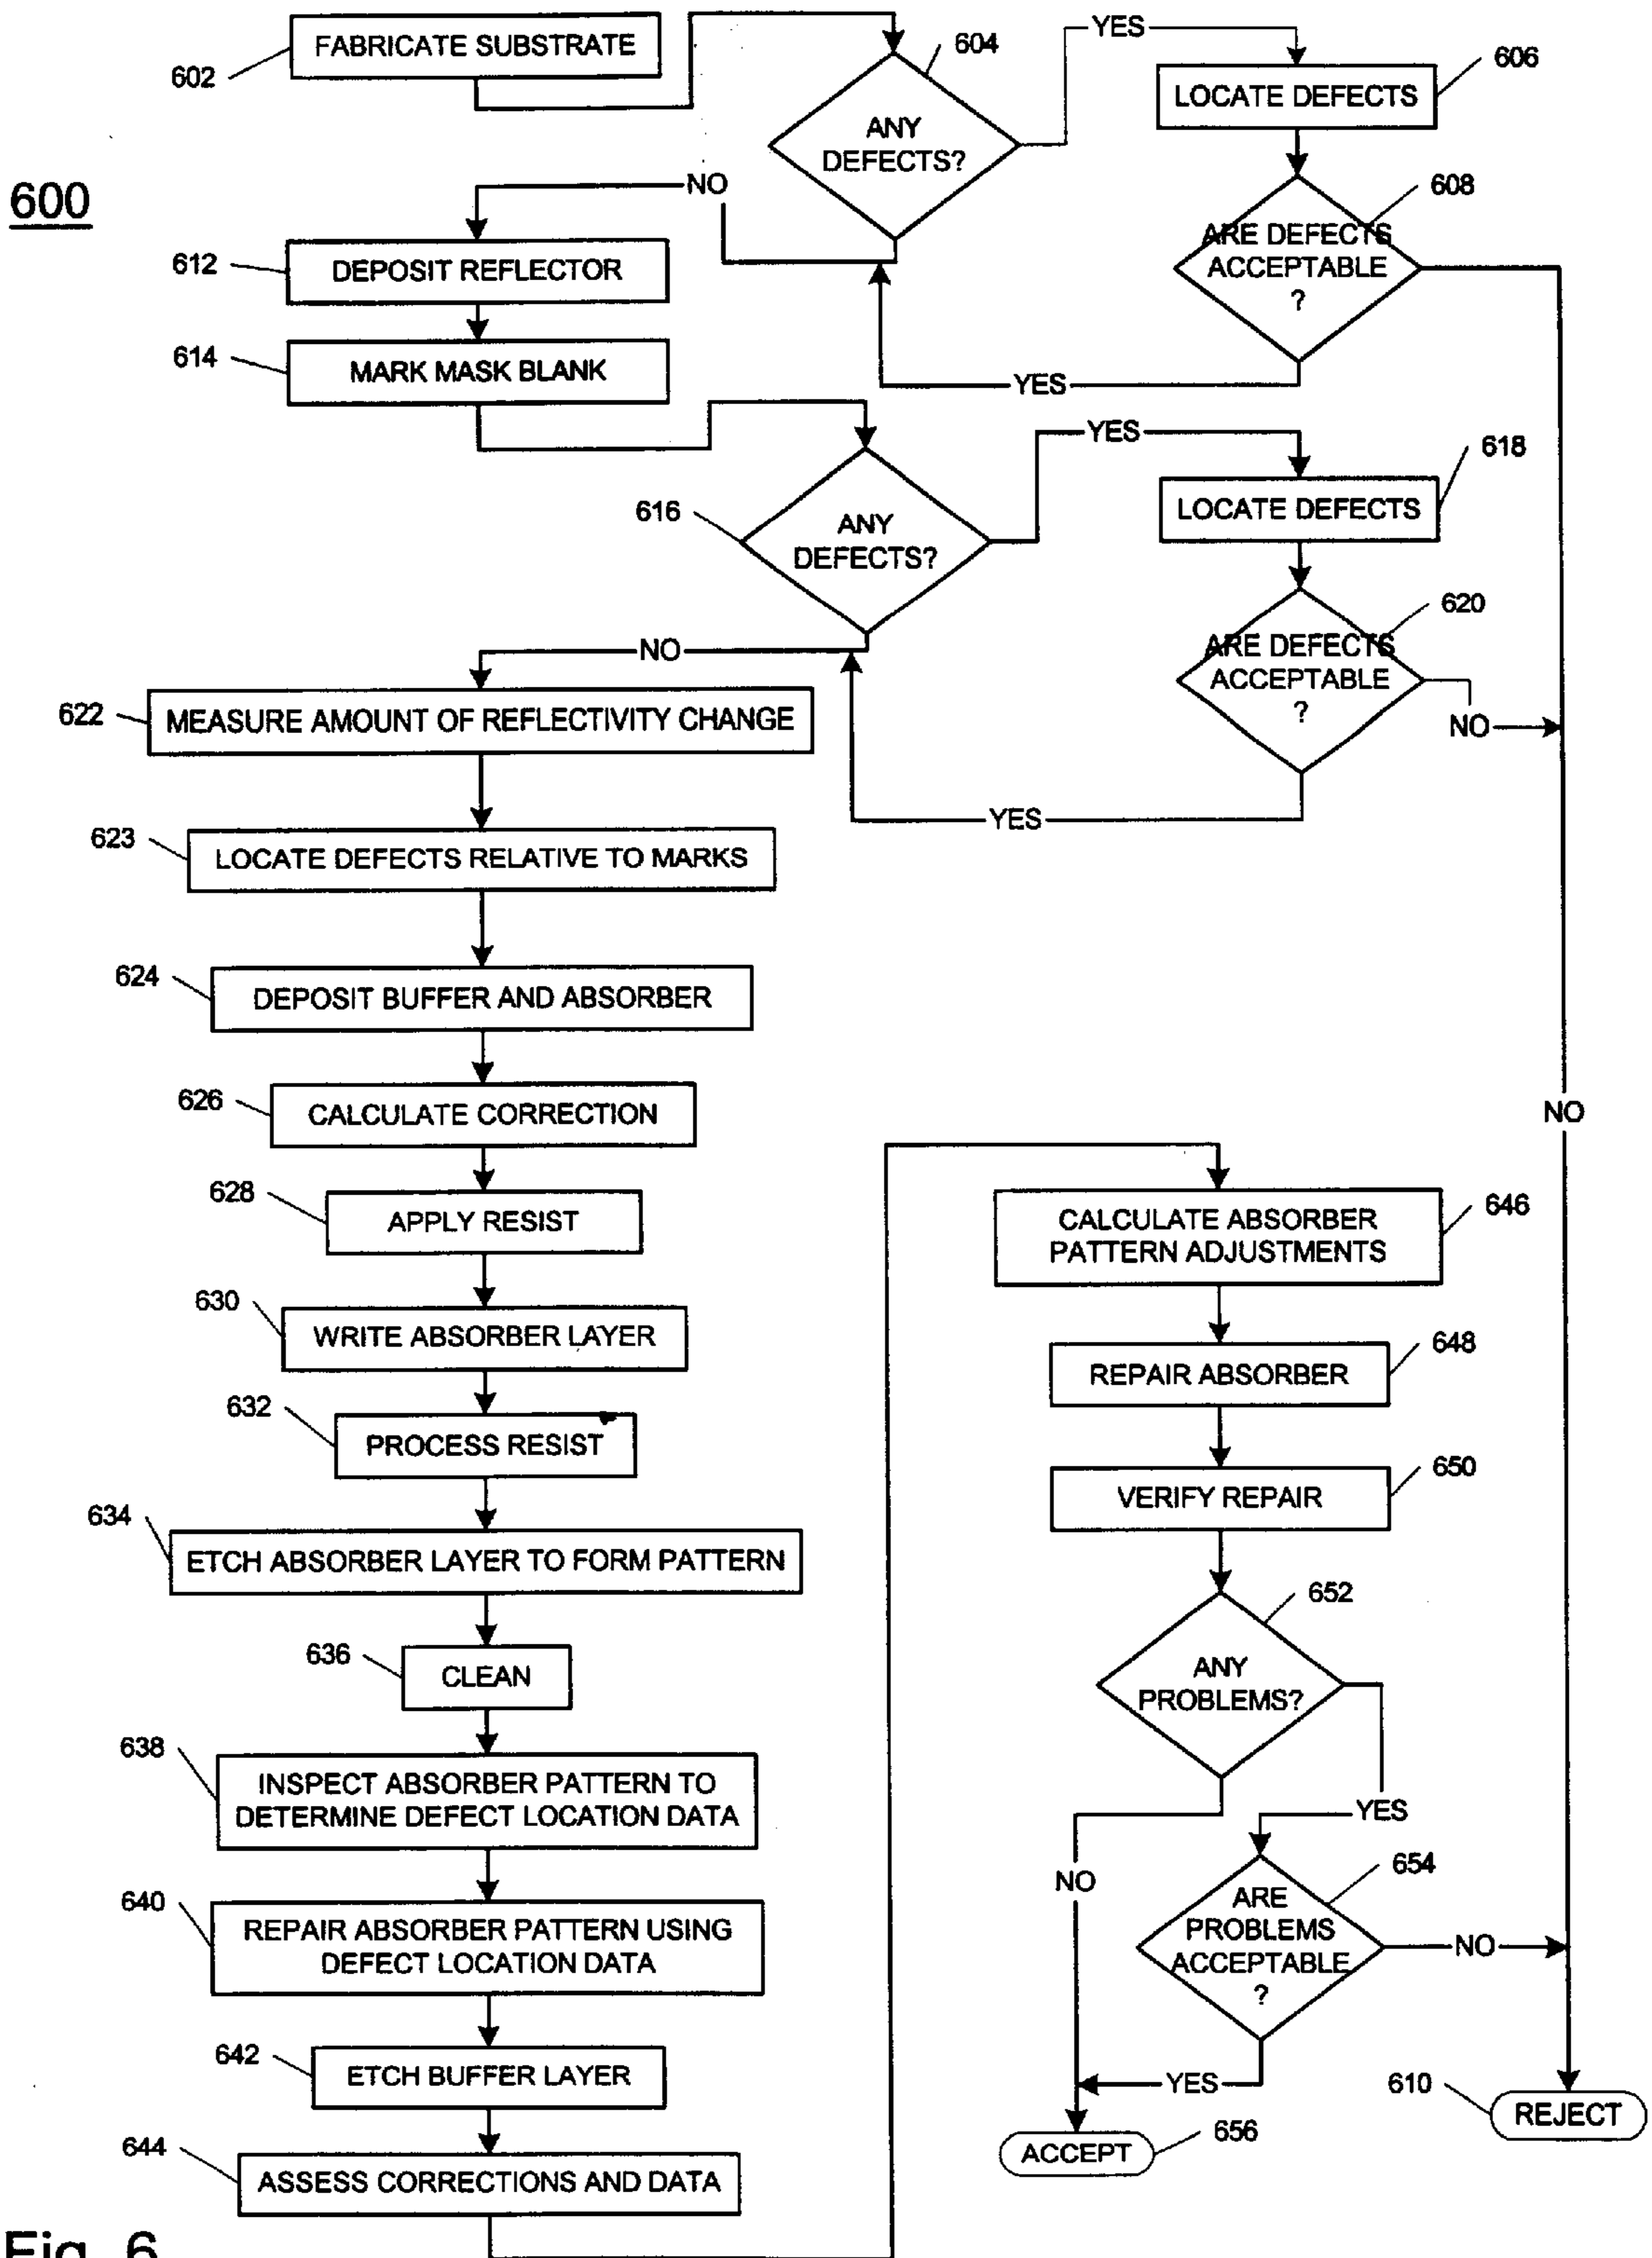 600
FABRICATE SUBSTRATE
602
ANY
DEFECTS?
604
YES
LOCATE DEFECTS
606
ARE DEFECTS
ACCEPTABLE
?
608
NO
YES
DEPOSIT REFLECTOR
612
MARK MASK BLANK
614
ANY
DEFECTS?
616
YES
LOCATE DEFECTS
618
ARE DEFECTS
ACCEPTABLE
?
620
NO
YES
NO
MEASURE AMOUNT OF REFLECTIVITY CHANGE
622
LOCATE DEFECTS RELATIVE TO MARKS
623
DEPOSIT BUFFER AND ABSORBER
624
CALCULATE CORRECTION
626
APPLY RESIST
628
WRITE ABSORBER LAYER
630
PROCESS RESIST
632
ETCH ABSORBER LAYER TO FORM PATTERN
634
CLEAN
636
INSPECT ABSORBER PATTERN TO
DETERMINE DEFECT LOCATION DATA
638
REPAIR ABSORBER PATTERN USING
DEFECT LOCATION DATA
640
ETCH BUFFER LAYER
642
ASSESS CORRECTIONS AND DATA
644
CALCULATE ABSORBER
PATTERN ADJUSTMENTS
646
REPAIR ABSORBER
648
VERIFY REPAIR
650
ANY
PROBLEMS?
652
YES
NO
ARE
PROBLEMS
ACCEPTABLE
?
654
NO
YES
NO
ACCEPT
656
REJECT
610
Fig. 6